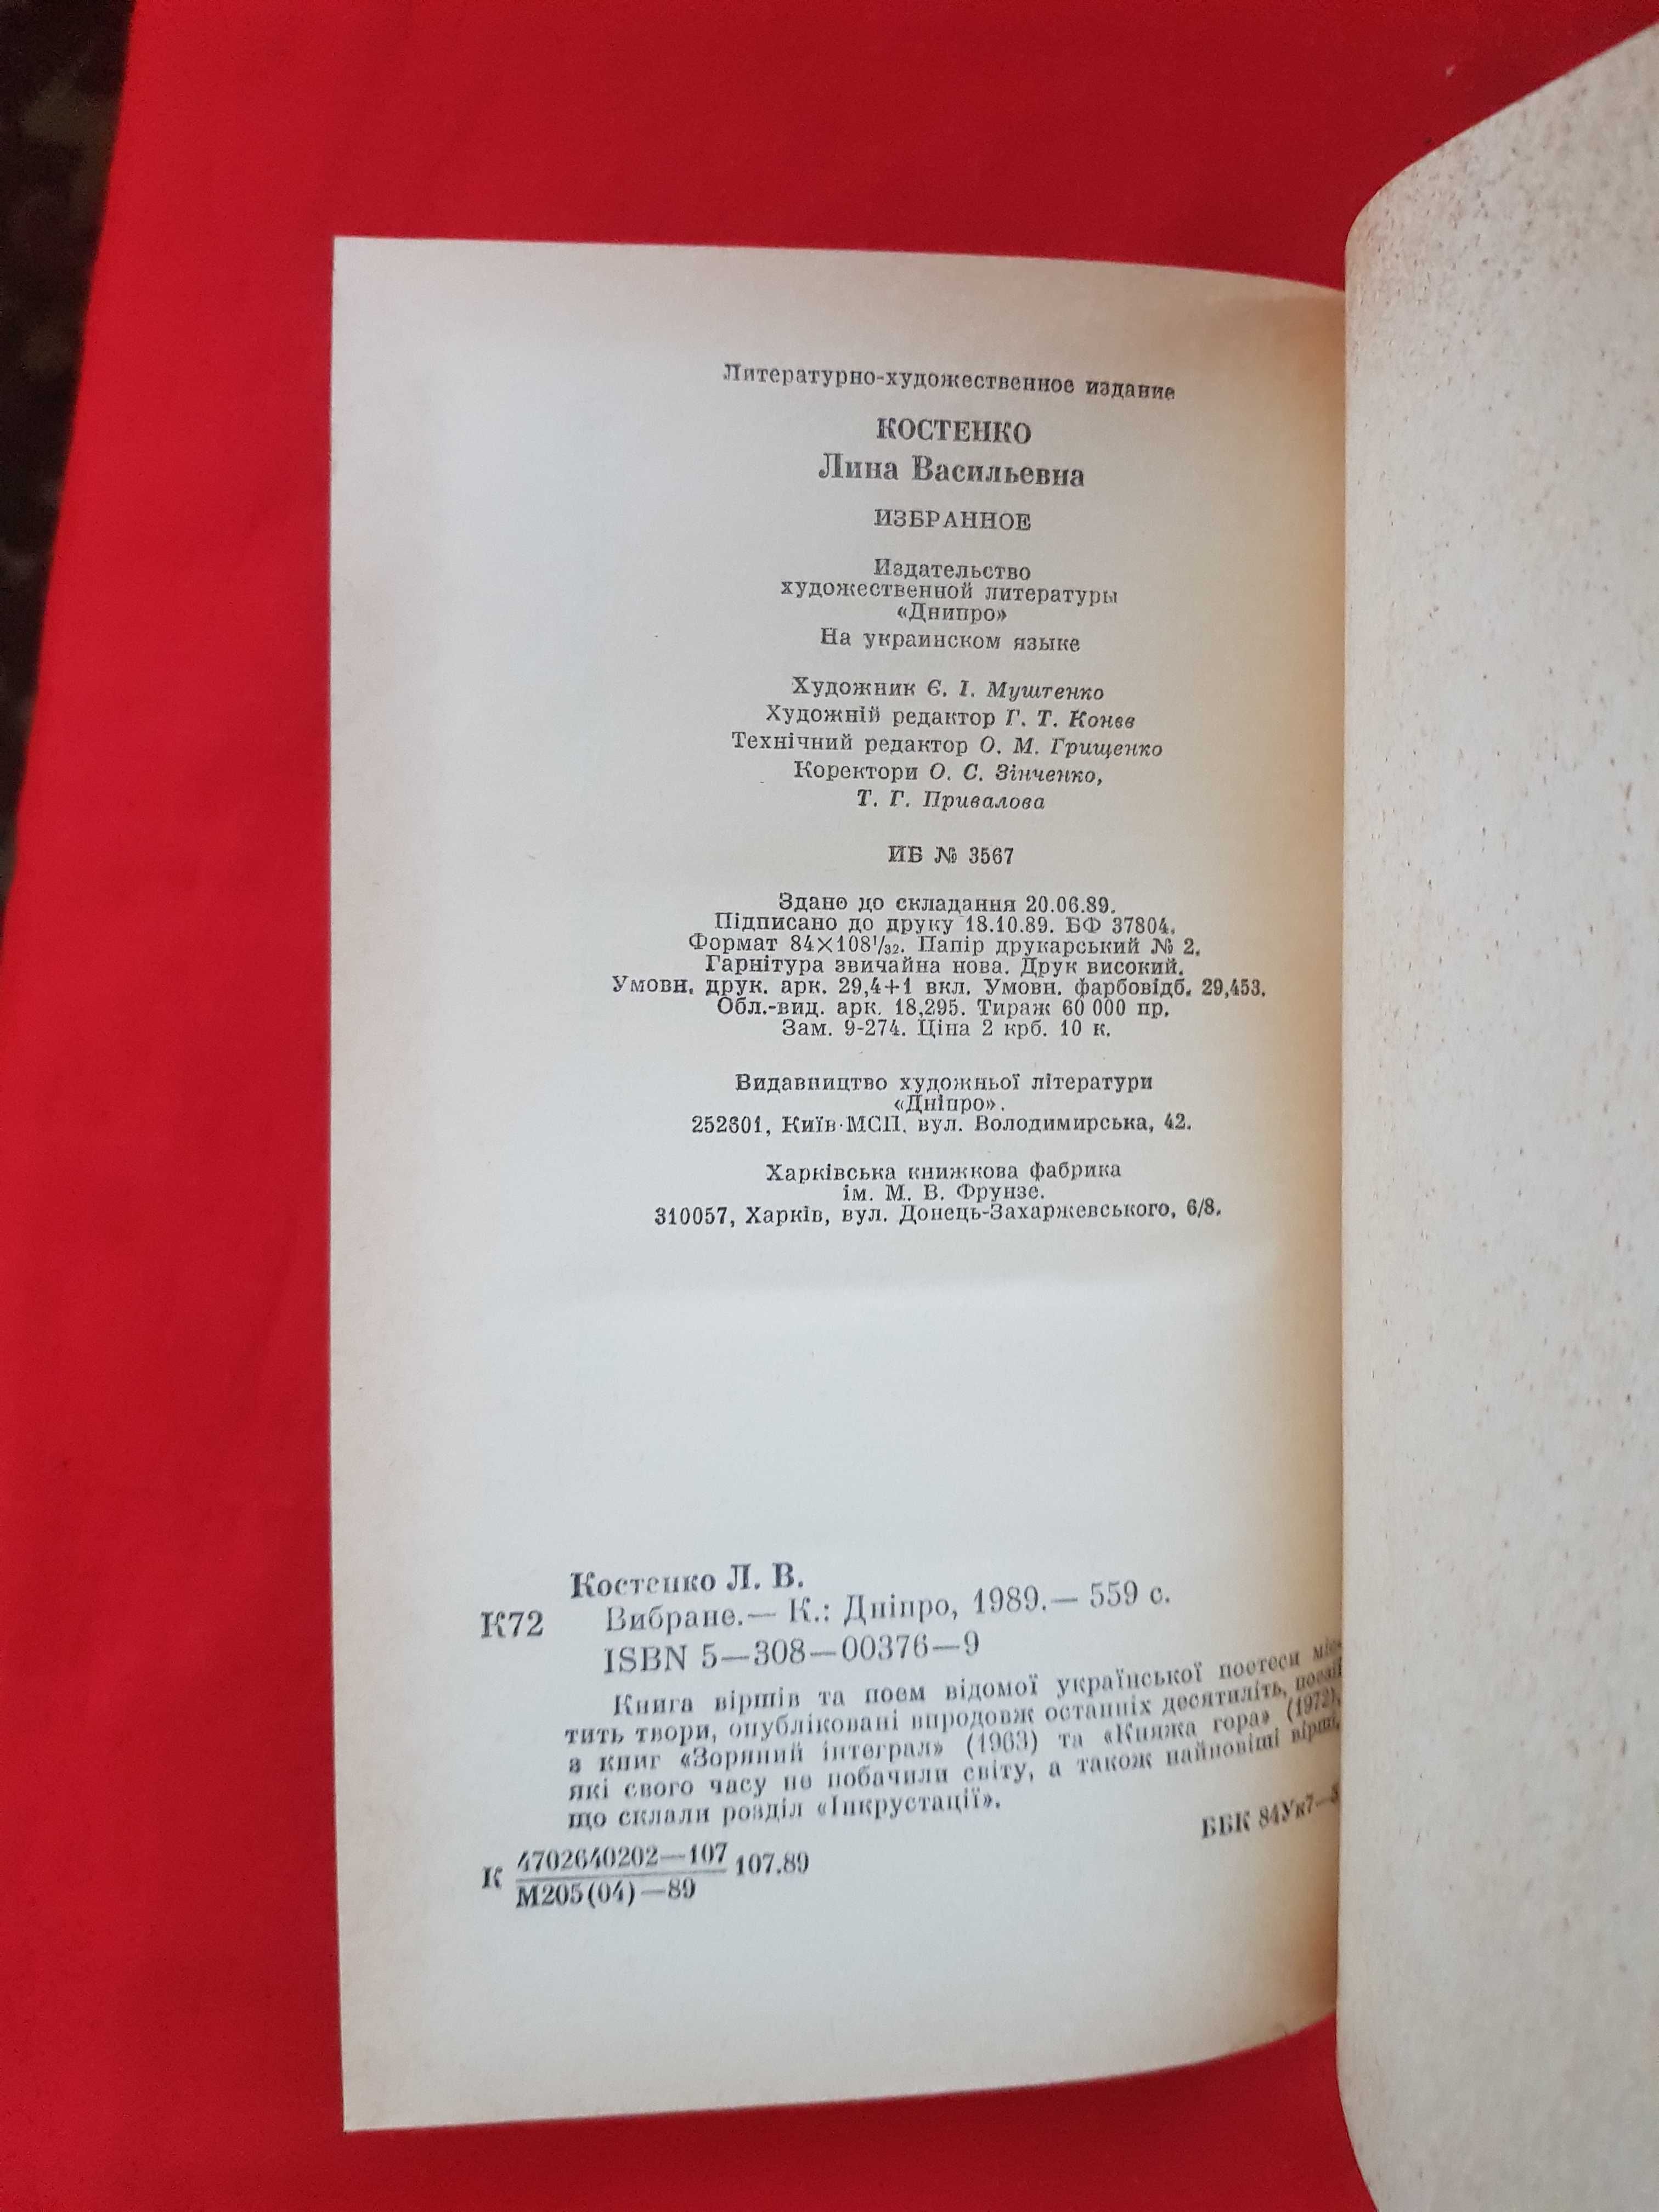 Литературно-художественное издание
КОСТЕНКО
Лина Васильевна
ИЗБРАННОЕ
Издательство
художественной литературы
«Днипро»
На украинском языке
Художник Є. І. Муштенко
Художній редактор Г. Т. Конєв
Технічний редактор О. М. Грищенко
Коректори О. С. Зінченко,
Т. Г. Привалова
ИБ № 3567
Здано до складання 20.06.89.
Підписано до друку 18.10.89. БФ 37804.
Формат 84×108¹/₃₂. Папір друкарський № 2.
Гарнітура звичайна нова. Друк високий.
Умовн. друк. арк. 29,4+1 вкл. Умовн. фарбовідб. 29,453.
Обл.-вид. арк. 18,295. Тираж 60 000 пр.
Зам. 9-274. Ціна 2 крб. 10 к.
Видавництво художньої літератури
«Дніпро».
252601, Київ-МСП, вул. Володимирська, 42.
Харківська книжкова фабрика
ім. М. В. Фрунзе.
310057, Харків, вул. Донець-Захаржевського, 6/8.
Костенко Л. В.
К72 Вибране.— К.: Дніпро, 1989.— 559 с.
ISBN 5—308—00376—9
Книга віршів та поем відомої української поетеси міс-
тить твори, опубліковані впродовж останніх десятиліть, поезії
з книг «Зоряний інтеграл» (1963) та «Княжа гора» (1972),
які свого часу не побачили світу, а також найновіші вірші,
що склали розділ «Інкрустації».
К 4702640202—107 / М205(04)—89 107.89
ББК 84Ук7—